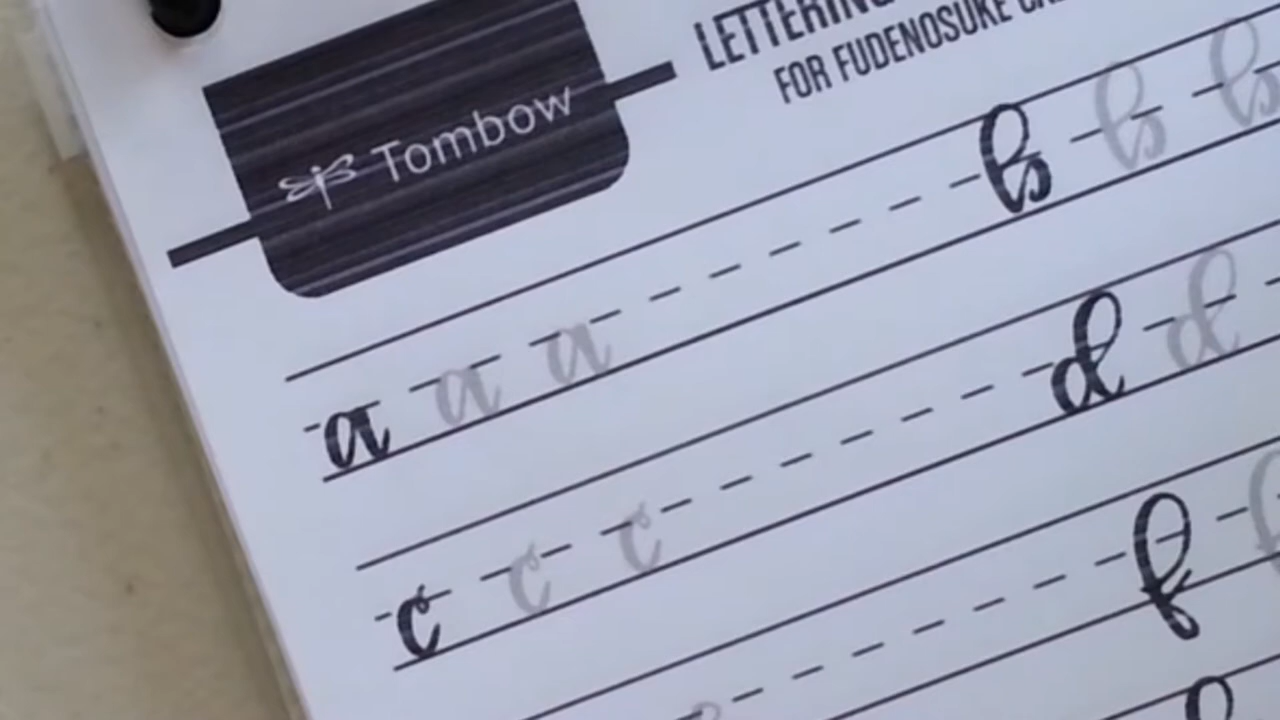 Tombow
LETTERING
FOR FUDENOSUKE
a a a b b b
c c c d d
f